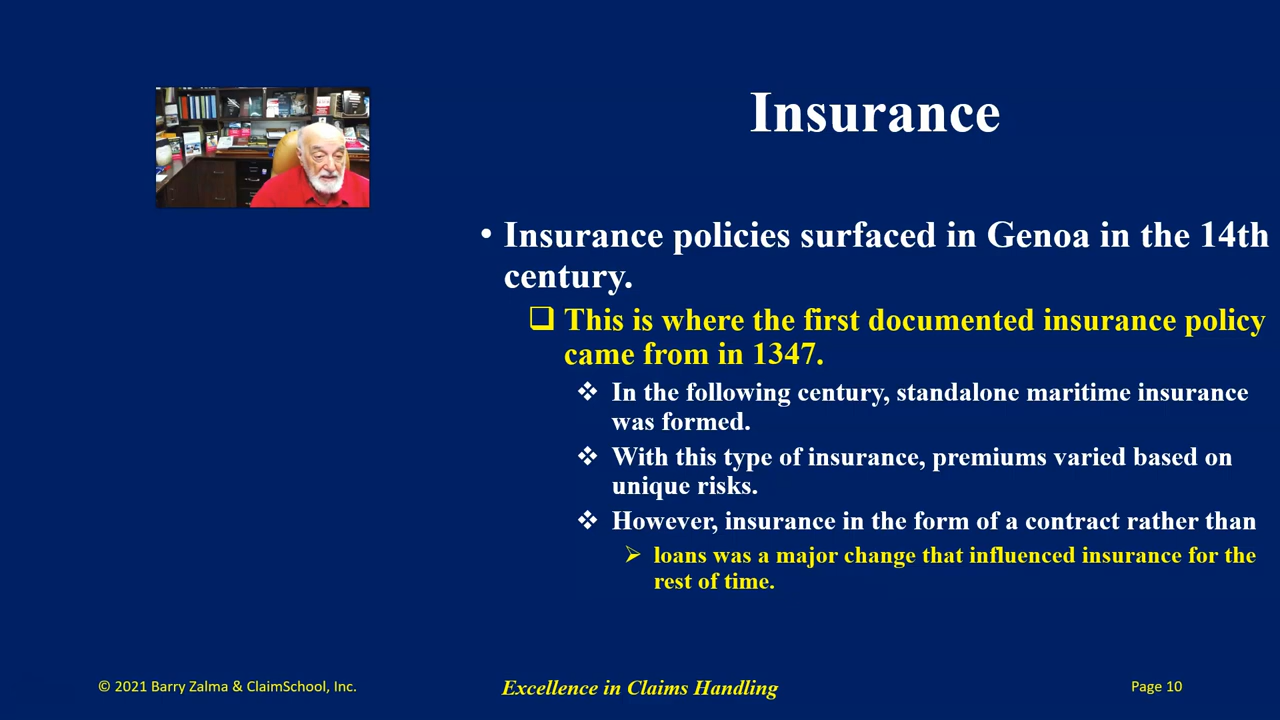 Insurance
• Insurance policies surfaced in Genoa in the 14th
century.
❑ This is where the first documented insurance policy
came from in 1347.
❖ In the following century, standalone maritime insurance
was formed.
❖ With this type of insurance, premiums varied based on
unique risks.
❖ However, insurance in the form of a contract rather than
➢ loans was a major change that influenced insurance for the
rest of time.
© 2021 Barry Zalma & ClaimSchool, Inc.
Excellence in Claims Handling
Page 10